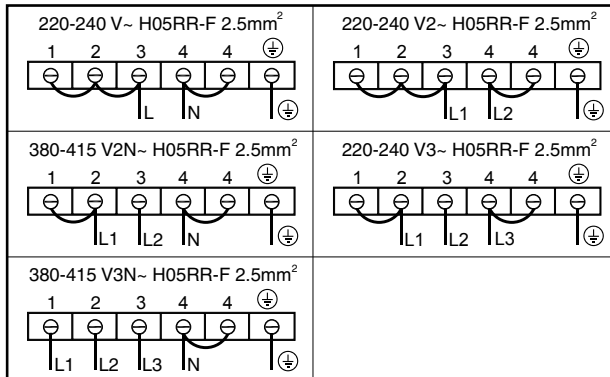 220-240 V~ H05RR-F 2.5mm²
1 2 3 4 4
L N
220-240 V2~ H05RR-F 2.5mm²
1 2 3 4 4
L1 L2
380-415 V2N~ H05RR-F 2.5mm²
1 2 3 4 4
L1 L2 N
220-240 V3~ H05RR-F 2.5mm²
1 2 3 4 4
L1 L2 L3
380-415 V3N~ H05RR-F 2.5mm²
1 2 3 4 4
L1 L2 L3 N